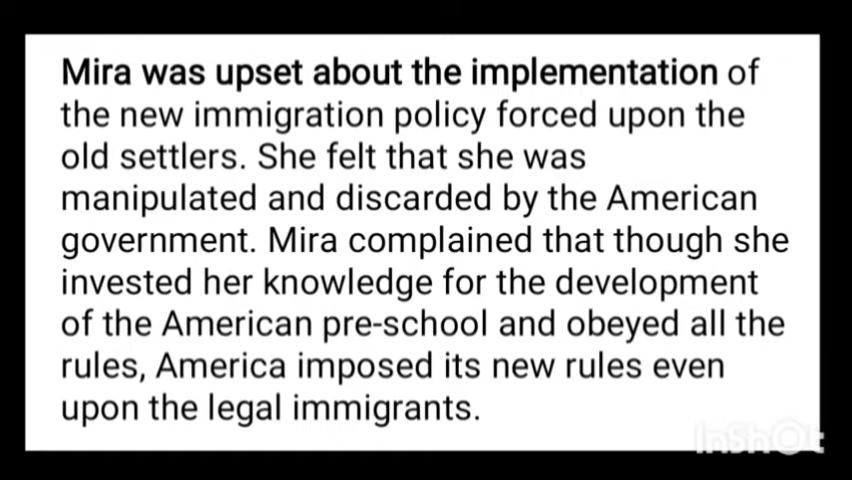 Mira was upset about the implementation of
the new immigration policy forced upon the
old settlers. She felt that she was
manipulated and discarded by the American
government. Mira complained that though she
invested her knowledge for the development
of the American pre-school and obeyed all the
rules, America imposed its new rules even
upon the legal immigrants.
InShOt